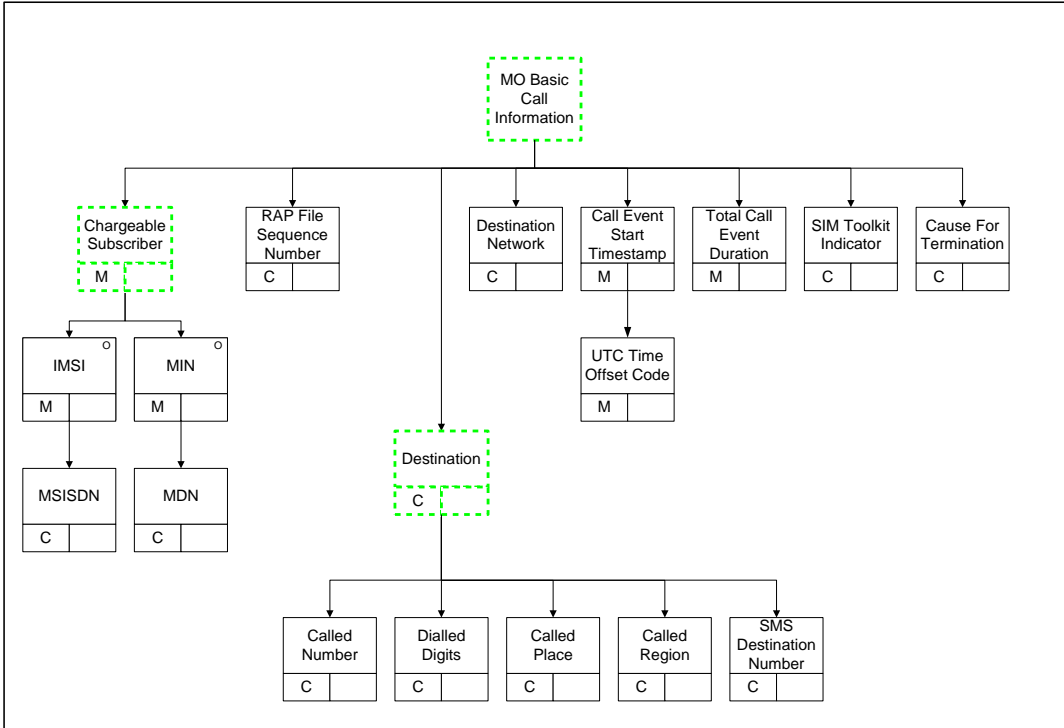 MO Basic
Call
Information
Chargeable
Subscriber
M
RAP File
Sequence
Number
C
Destination
Network
C
Call Event
Start
Timestamp
M
Total Call
Event
Duration
M
SIM Toolkit
Indicator
C
Cause For
Termination
C
O
IMSI
M
O
MIN
M
UTC Time
Offset Code
M
MSISDN
C
MDN
C
Destination
C
Called
Number
C
Dialled
Digits
C
Called
Place
C
Called
Region
C
SMS
Destination
Number
C